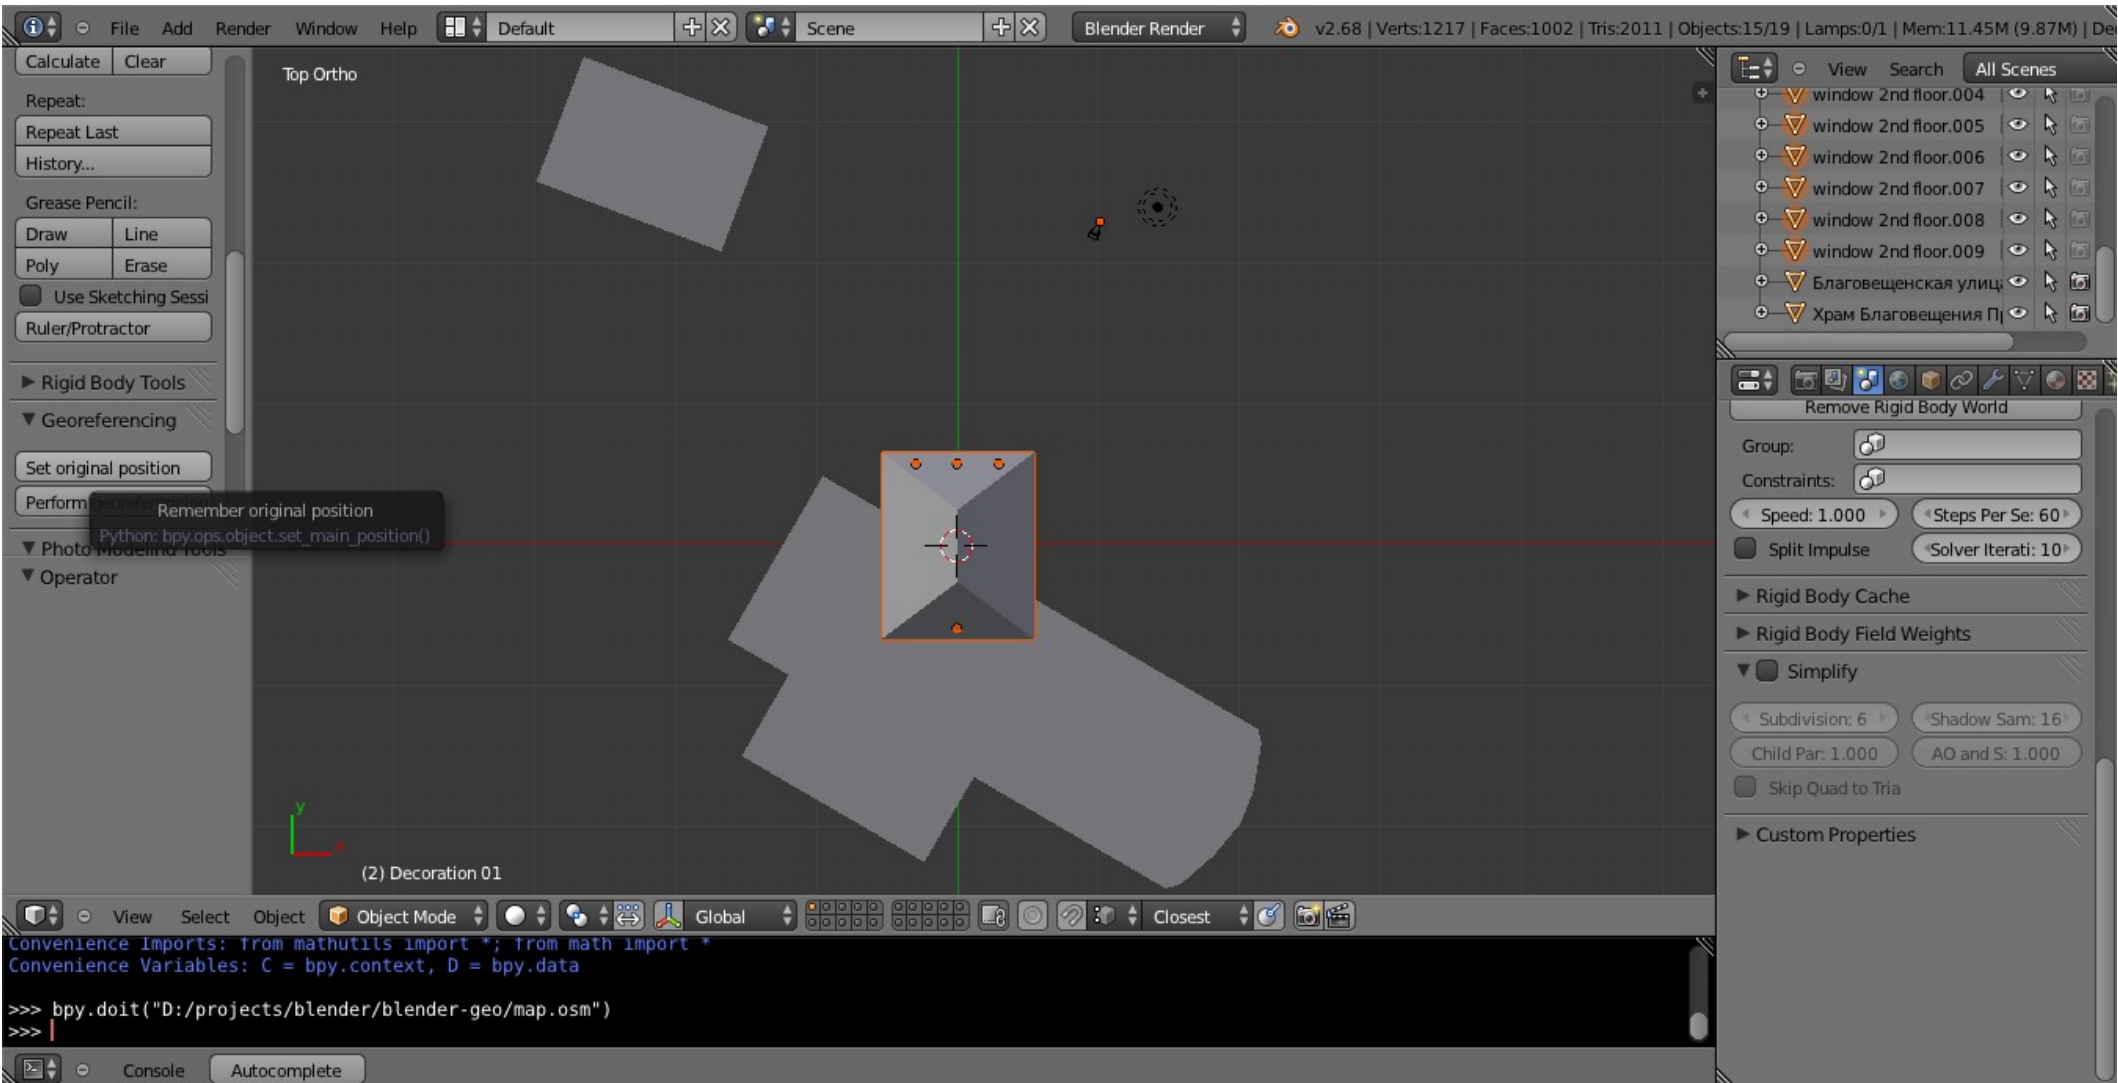 File Add Render Window Help Default Scene Blender Render v2.68 | Verts:1217 | Faces:1002 | Tris:2011 | Objects:15/19 | Lamps:0/1 | Mem:11.45M (9.87M) |
Calculate Clear
Repeat:
Repeat Last
History...
Grease Pencil:
Draw Line
Poly Erase
Use Sketching Sessi
Ruler/Protractor
Rigid Body Tools
Georeferencing
Set original position
Perform
Remember original position
Python: bpy.ops.object.set_main_position()
Photo Modeling Tools
Operator
Top Ortho
y
x
(2) Decoration 01
View Select Object Object Mode Global Closest
Convenience Imports: from mathutils import *; from math import *
Convenience Variables: C = bpy.context, D = bpy.data
>>> bpy.doit("D:/projects/blender/blender-geo/map.osm")
>>>
Console Autocomplete
View Search All Scenes
window 2nd floor.004
window 2nd floor.005
window 2nd floor.006
window 2nd floor.007
window 2nd floor.008
window 2nd floor.009
Благовещенская улиц
Храм Благовещения П
Remove Rigid Body World
Group:
Constraints:
Speed: 1.000 Steps Per Se: 60
Split Impulse Solver Iterati: 10
Rigid Body Cache
Rigid Body Field Weights
Simplify
Subdivision: 6 Shadow Sam: 16
Child Par: 1.000 AO and S: 1.000
Skip Quad to Tria
Custom Properties